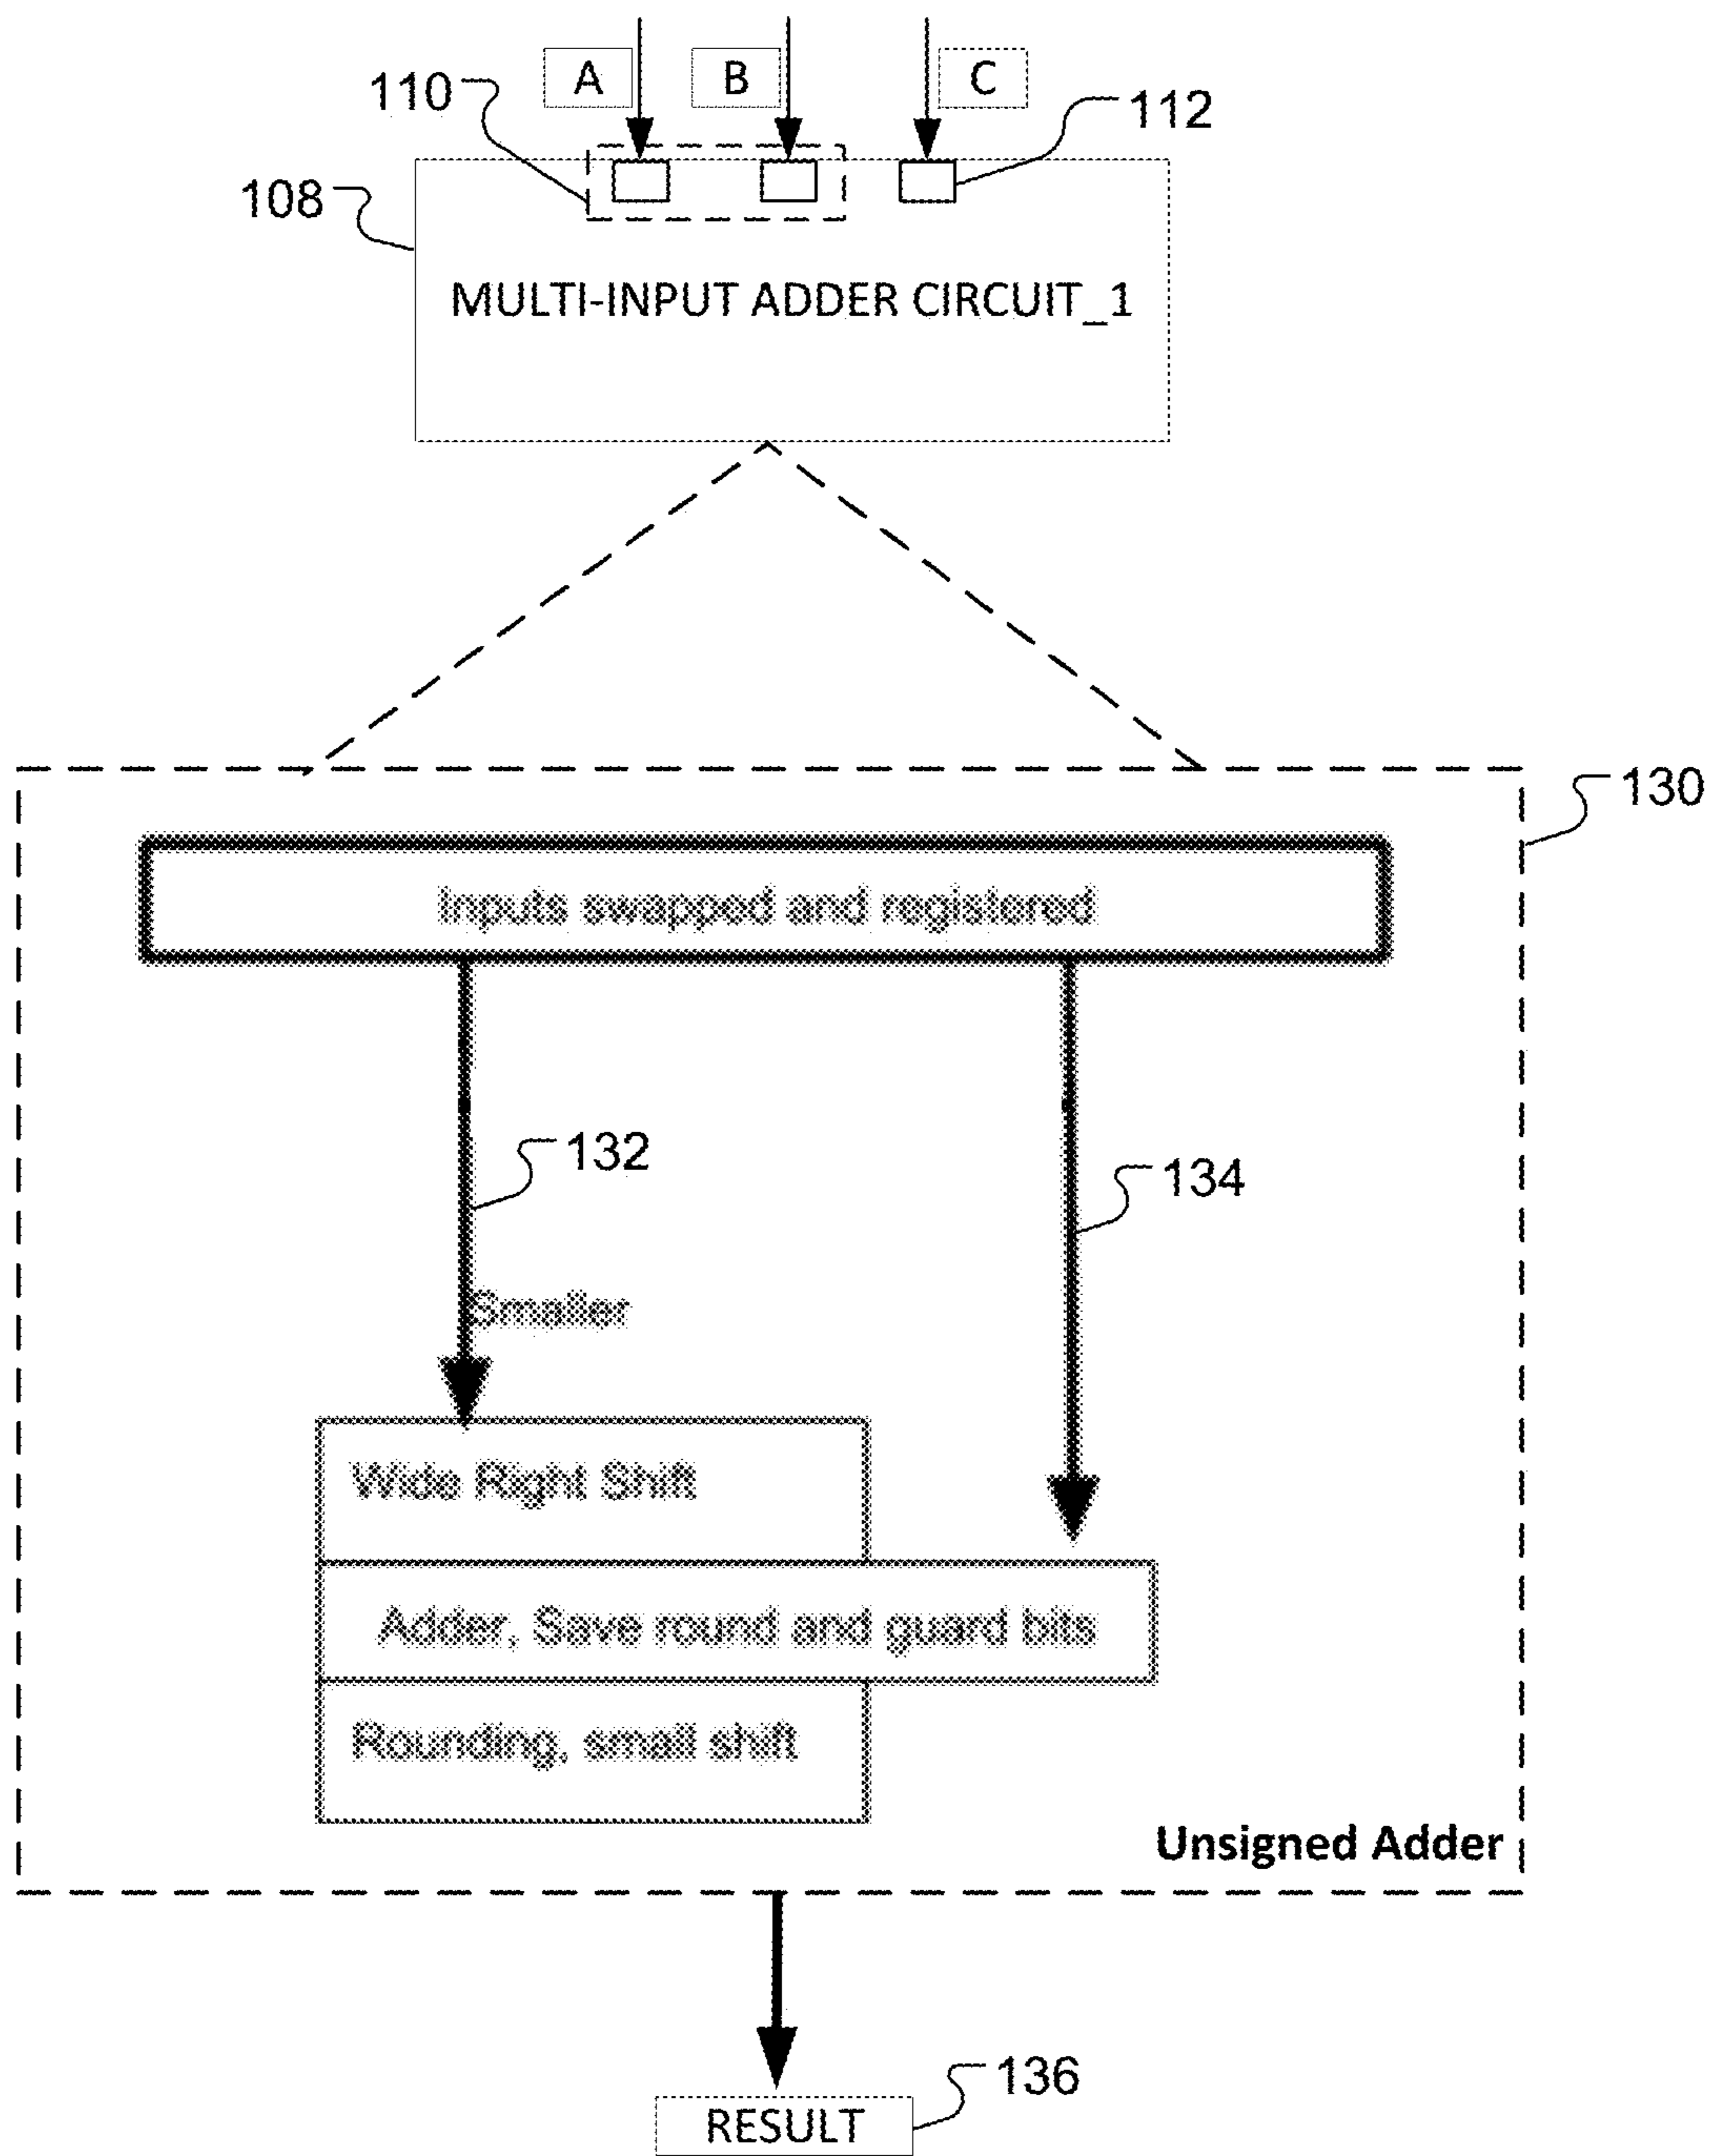 A
B
C
110
112
108
MULTI-INPUT ADDER CIRCUIT_1
130
Inputs swapped and registered
132
134
Smaller
Wide Right Shift
Adder, Save round and guard bits
Rounding, small shift
Unsigned Adder
136
RESULT